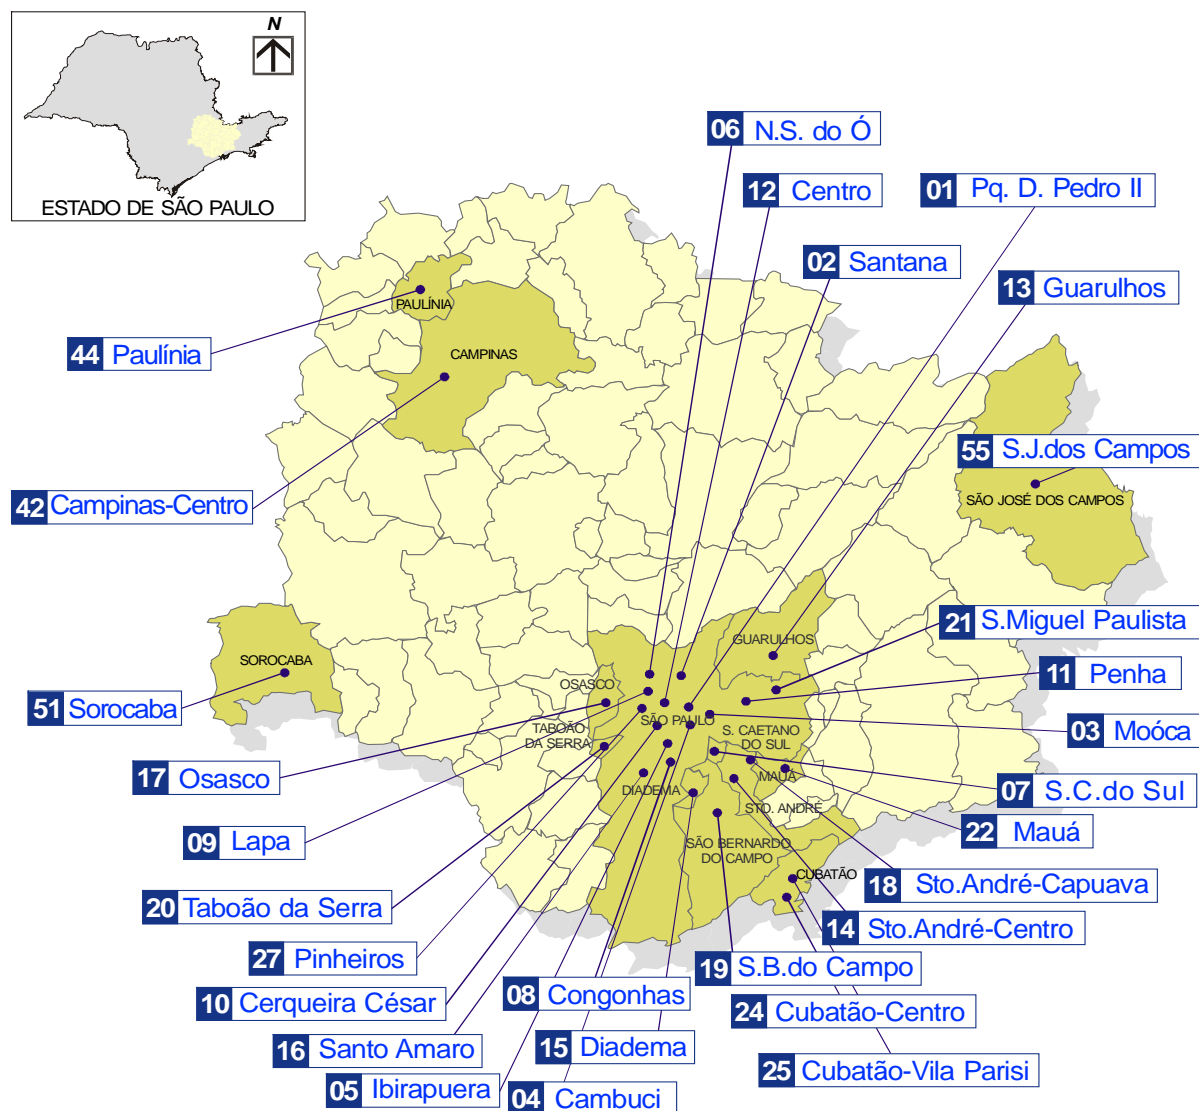 N
ESTADO DE SÃO PAULO
06 N.S. do Ó
12 Centro
01 Pq. D. Pedro II
02 Santana
13 Guarulhos
PAULÍNIA
44 Paulínia
CAMPINAS
55 S.J.dos Campos
42 Campinas-Centro
SÃO JOSÉ DOS CAMPOS
21 S.Miguel Paulista
GUARULHOS
SOROCABA
11 Penha
OSASCO
51 Sorocaba
SÃO PAULO
03 Moóca
TABOÃO
DA SERRA
S. CAETANO
DO SUL
17 Osasco
MAUÁ
DIADEMA
07 S.C.do Sul
STO. ANDRÉ
22 Mauá
09 Lapa
SÃO BERNARDO
DO CAMPO
CUBATÃO
18 Sto.André-Capuava
20 Taboão da Serra
14 Sto.André-Centro
27 Pinheiros
19 S.B.do Campo
10 Cerqueira César
08 Congonhas
24 Cubatão-Centro
16 Santo Amaro
15 Diadema
25 Cubatão-Vila Parisi
05 Ibirapuera
04 Cambuci